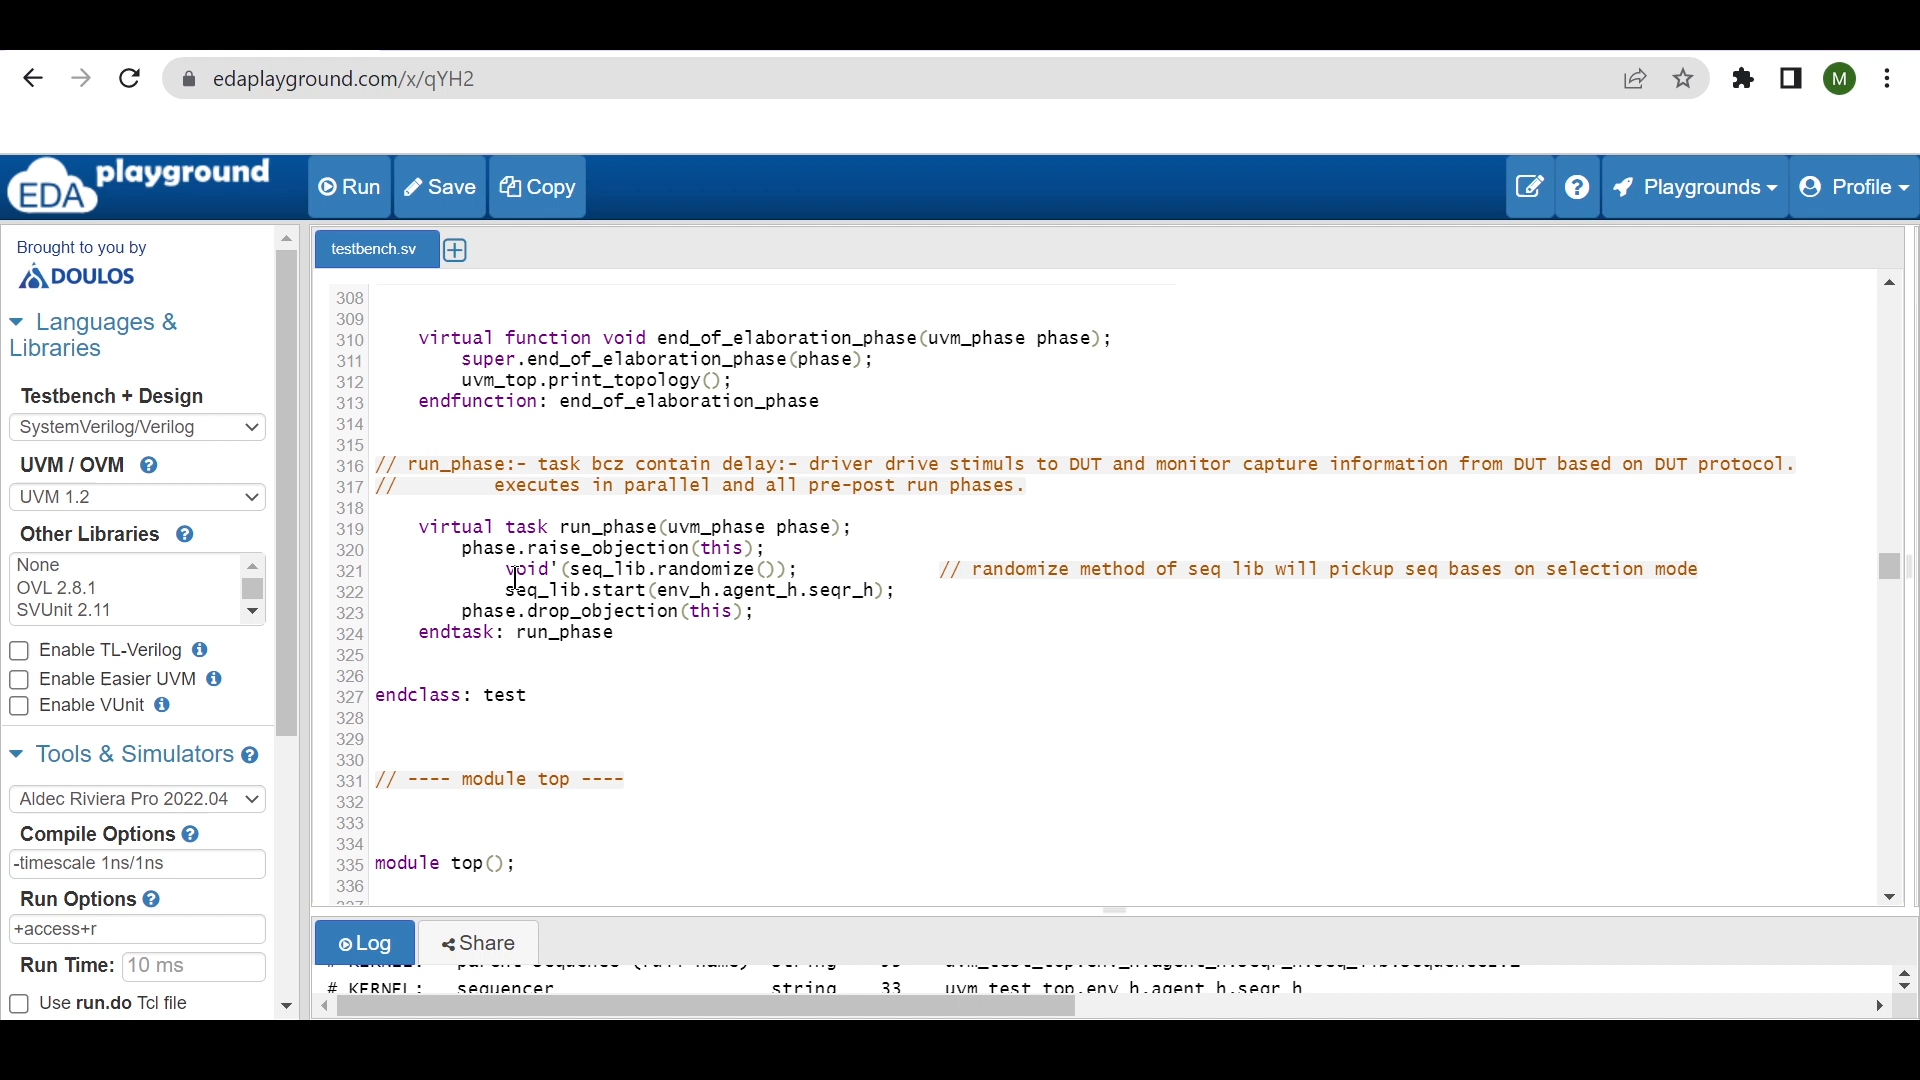 edaplayground.com/x/qYH2
M
EDA playground
Run
Save
Copy
Playgrounds
Profile
Brought to you by
DOULOS
Languages &
Libraries
Testbench + Design
SystemVerilog/Verilog
UVM / OVM
UVM 1.2
Other Libraries
None
OVL 2.8.1
SVUnit 2.11
Enable TL-Verilog
Enable Easier UVM
Enable VUnit
Tools & Simulators
Aldec Riviera Pro 2022.04
Compile Options
-timescale 1ns/1ns
Run Options
+access+r
Run Time: 10 ms
Use run.do Tcl file
testbench.sv
308
309
310 virtual function void end_of_elaboration_phase(uvm_phase phase);
311 super.end_of_elaboration_phase(phase);
312 uvm_top.print_topology();
313 endfunction: end_of_elaboration_phase
314
315
316 // run_phase:- task bcz contain delay:- driver drive stimuls to DUT and monitor capture information from DUT based on DUT protocol.
317 // executes in parallel and all pre-post run phases.
318
319 virtual task run_phase(uvm_phase phase);
320 phase.raise_objection(this);
321 void'(seq_lib.randomize()); // randomize method of seq lib will pickup seq bases on selection mode
322 seq_lib.start(env_h.agent_h.seqr_h);
323 phase.drop_objection(this);
324 endtask: run_phase
325
326
327 endclass: test
328
329
330
331 // ---- module top ----
332
333
334
335 module top();
336
337
Log
Share
# KERNEL: sequencer string 33 uvm_test_top.env_h.agent_h.seqr_h